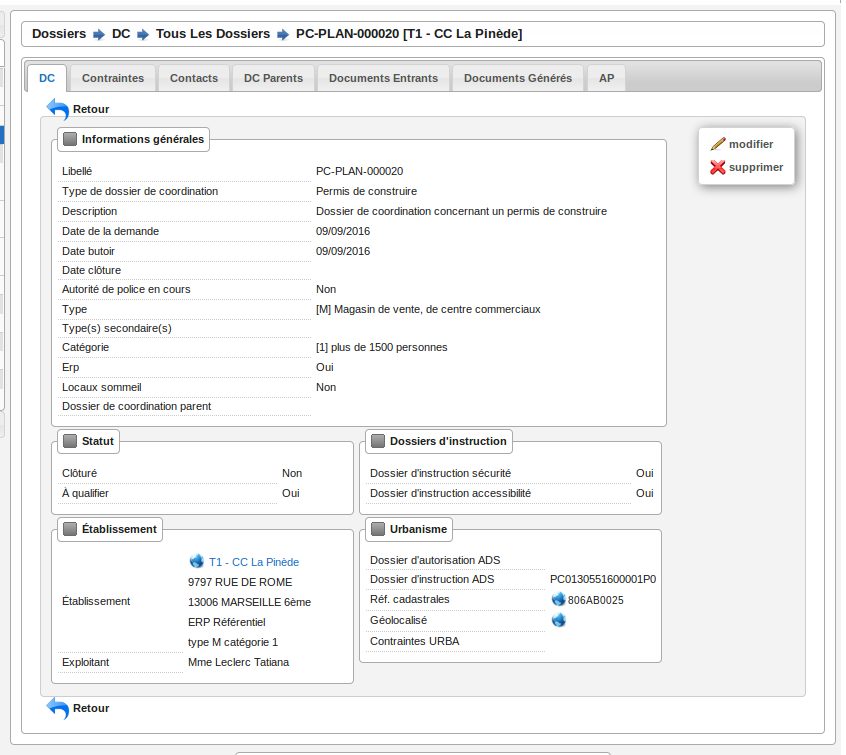 Dossiers DC Tous Les Dossiers PC-PLAN-000020 [T1 - CC La Pinède]
DC Contraintes Contacts DC Parents Documents Entrants Documents Générés AP
Retour
modifier
supprimer
Informations générales
Libellé PC-PLAN-000020
Type de dossier de coordination Permis de construire
Description Dossier de coordination concernant un permis de construire
Date de la demande 09/09/2016
Date butoir 09/09/2016
Date clôture
Autorité de police en cours Non
Type [M] Magasin de vente, de centre commerciaux
Type(s) secondaire(s)
Catégorie [1] plus de 1500 personnes
Erp Oui
Locaux sommeil Non
Dossier de coordination parent
Statut
Clôturé Non
À qualifier Oui
Dossiers d'instruction
Dossier d'instruction sécurité Oui
Dossier d'instruction accessibilité Oui
Établissement
Établissement T1 - CC La Pinède
9797 RUE DE ROME
13006 MARSEILLE 6ème
ERP Référentiel
type M catégorie 1
Exploitant Mme Leclerc Tatiana
Urbanisme
Dossier d'autorisation ADS
Dossier d'instruction ADS PC0130551600001P0
Réf. cadastrales 806AB0025
Géolocalisé
Contraintes URBA
Retour